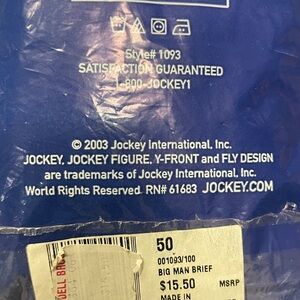 Style# 1093
SATISFACTION GUARANTEED
1-800-JOCKEY1
© 2003 Jockey International, Inc.
JOCKEY, JOCKEY FIGURE, Y-FRONT and FLY DESIGN
are trademarks of Jockey International, Inc.
World Rights Reserved. RN# 61683 JOCKEY.COM
50
001093/100
BIG MAN BRIEF
$15.50 MSRP
MADE IN